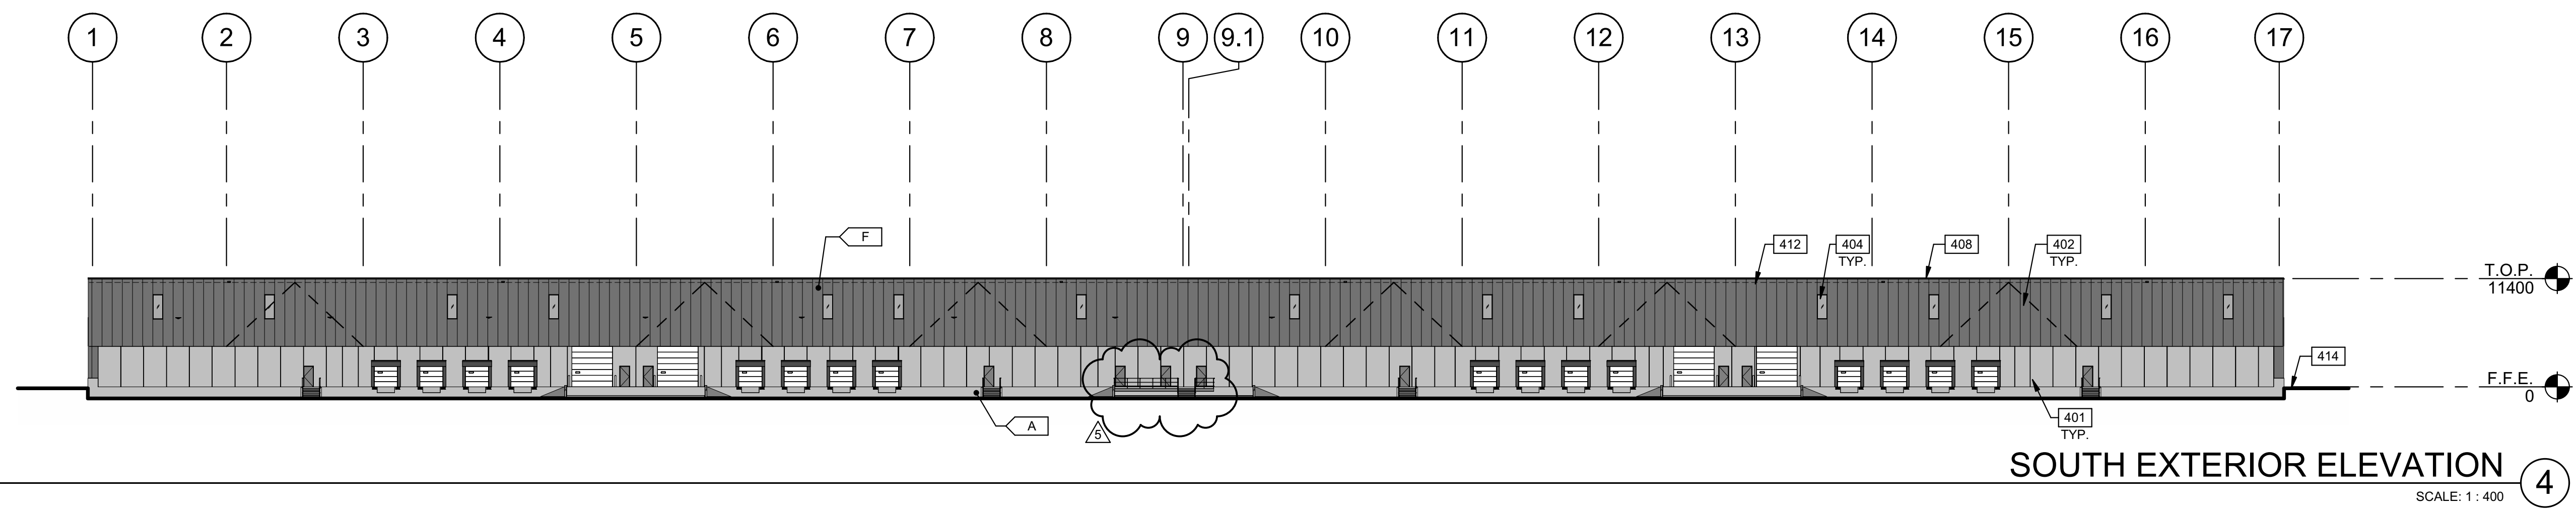 1 2 3 4 5 6 7 8 9 9.1 10 11 12 13 14 15 16 17
F
412 404 408 402
TYP. TYP.
T.O.P.
11400
414
F.F.E.
0
401
TYP.
A
5
SOUTH EXTERIOR ELEVATION
4
SCALE: 1 : 400